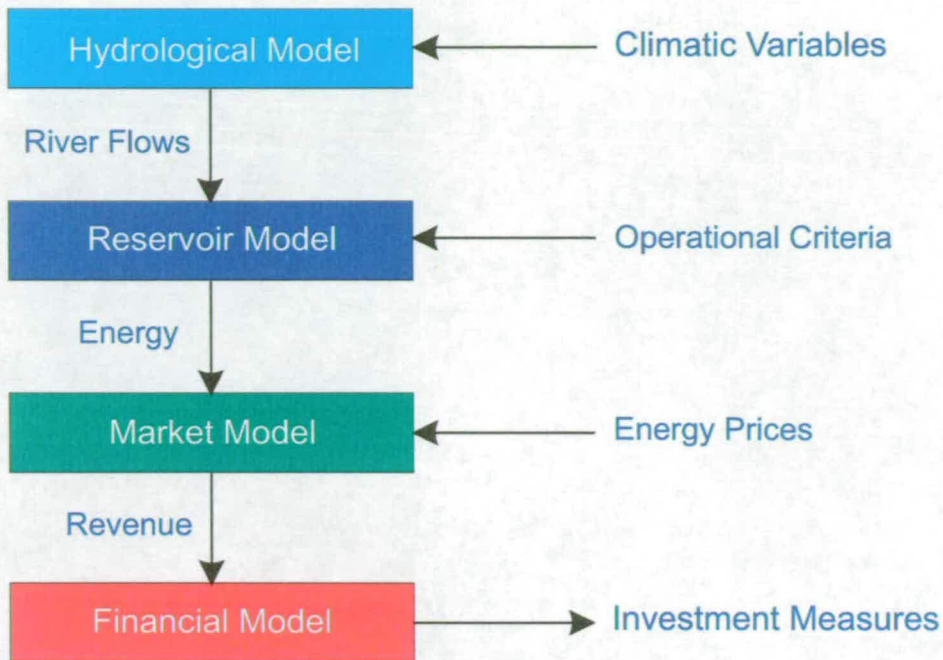 Hydrological Model
Climatic Variables
River Flows
Reservoir Model
Operational Criteria
Energy
Market Model
Energy Prices
Revenue
Financial Model
Investment Measures